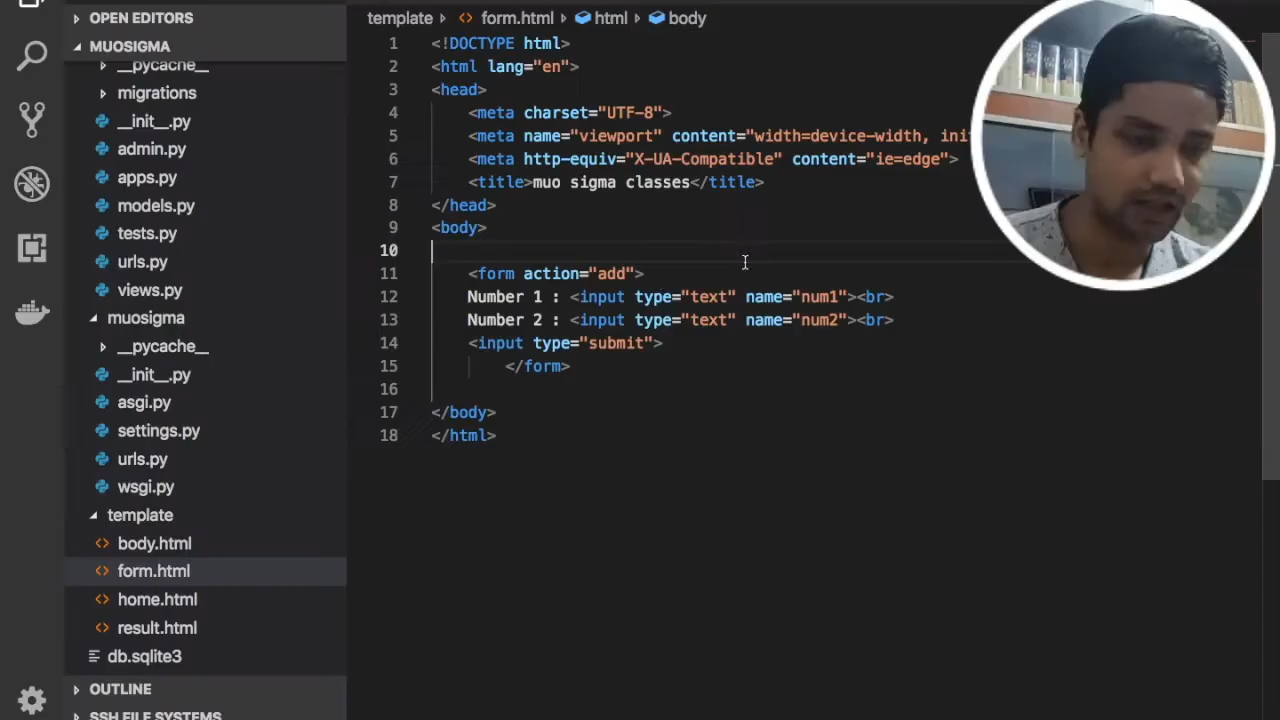 OPEN EDITORS
MUOSIGMA
__pycache__
migrations
__init__.py
admin.py
apps.py
models.py
tests.py
urls.py
views.py
muosigma
__pycache__
__init__.py
asgi.py
settings.py
urls.py
wsgi.py
template
body.html
form.html
home.html
result.html
db.sqlite3
OUTLINE
SSH FILE SYSTEMS
template form.html html body
1 <!DOCTYPE html>
2 <html lang="en">
3 <head>
4 <meta charset="UTF-8">
5 <meta name="viewport" content="width=device-width, init
6 <meta http-equiv="X-UA-Compatible" content="ie=edge">
7 <title>muo sigma classes</title>
8 </head>
9 <body>
10
11 <form action="add">
12 Number 1 : <input type="text" name="num1"><br>
13 Number 2 : <input type="text" name="num2"><br>
14 <input type="submit">
15 </form>
16
17 </body>
18 </html>